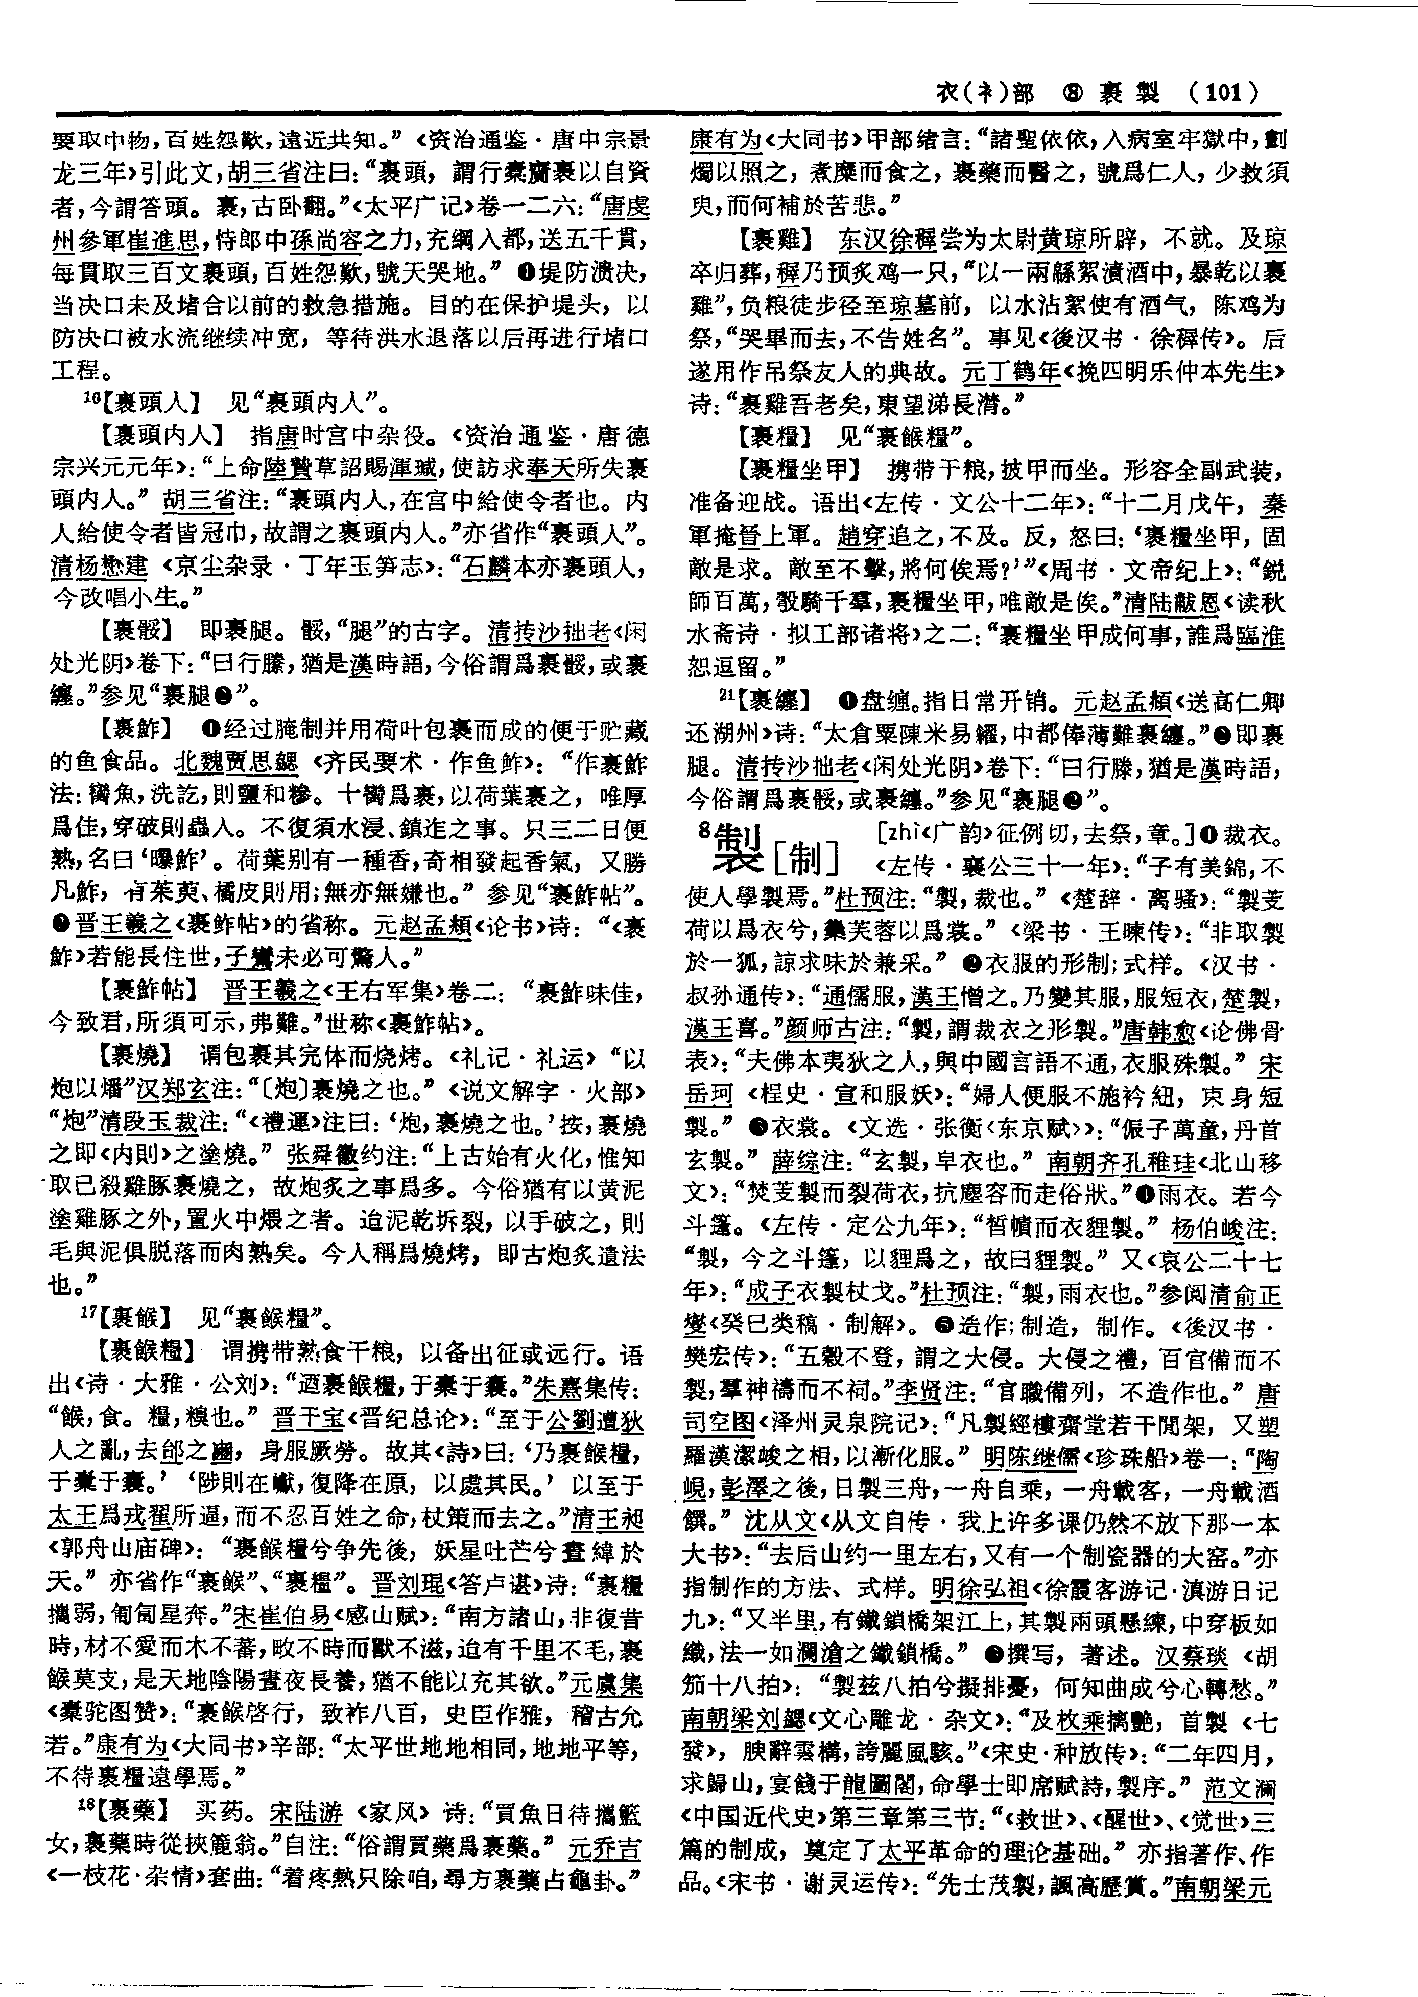 衣(衤)部 ⑧ 裹 製 (101)
要取巾物，百姓怨歎，遠近共知。”《资治通鉴·唐中宗景
龙三年》引此文，胡三省注曰：“裹頭，謂行橐齎裹以自資
者，今謂答頭。裹，古卧翻。”《太平广记》卷一二六：“唐虔
州參軍崔進思，恃郎中孫尚容之力，充綱入都，送五千貫，
每貫取三百文裹頭，百姓怨歎，號天哭地。” ❹堤防溃决，
当决口未及堵合以前的救急措施。目的在保护堤头，以
防决口被水流继续冲宽，等待洪水退落以后再进行堵口
工程。
16【裹頭人】 见“裹頭内人”。
【裹頭内人】 指唐时宫中杂役。《资治通鉴·唐德
宗兴元元年》：“上命陸贄草詔賜渾瑊，使訪求奉天所失裹
頭内人。” 胡三省注：“裹頭内人，在宮中給使令者也。内
人給使令者皆冠巾，故謂之裹頭内人。”亦省作“裹頭人”。
清杨懋建《京尘杂录·丁年玉笋志》：“石麟本亦裹頭人，
今改唱小生。”
【裹骽】 即裹腿。骽，“腿”的古字。清抟沙拙老《闲
处光阴》卷下：“曰行縢，猶是漢時語，今俗謂爲裹骽，或裹
纏。”参见“裹腿❷”。
【裹鮓】 ❶经过腌制并用荷叶包裹而成的便于贮藏
的鱼食品。北魏贾思勰《齐民要术·作鱼鲊》：“作裹鮓
法：臠魚，洗訖，則鹽和糝。十臠爲裹，以荷葉裹之，唯厚
爲佳，穿破則蟲入。不復須水浸、鎮迮之事。只三二日便
熟，名曰‘曝鮓’。荷葉别有一種香，奇相發起香氣，又勝
凡鮓，有茱萸、橘皮則用；無亦無嫌也。” 参见“裹鮓帖”。
❷晋王羲之《裹鮓帖》的省称。元赵孟頫《论书》诗：“《裹
鮓》若能長住世，子鸞未必可驚人。”
【裹鮓帖】 晋王羲之《王右军集》卷二：“裹鮓味佳，
今致君，所須可示，弗難。”世称《裹鮓帖》。
【裹燒】 谓包裹其完体而烧烤。《礼记·礼运》“以
炮以燔”汉郑玄注：“〔炮〕裹燒之也。”《说文解字·火部》
“炮”清段玉裁注：“《禮運》注曰：‘炮，裹燒之也。’按，裹燒
之即《内則》之塗燒。” 张舜徽约注：“上古始有火化，惟知
取已殺雞豚裹燒之，故炮炙之事爲多。今俗猶有以黄泥
塗雞豚之外，置火中煨之者。迨泥乾坼裂，以手破之，則
毛與泥俱脱落而肉熟矣。今人稱爲燒烤，即古炮炙遺法
也。”
17【裹餱】 见“裹餱糧”。
【裹餱糧】 谓携带熟食干粮，以备出征或远行。语
出《诗·大雅·公刘》：“迺裹餱糧，于橐于囊。”朱熹集传：
“餱，食。糧，糗也。” 晋干宝《晋纪总论》：“至于公劉遭狄
人之亂，去邰之豳，身服厥勞。故其《詩》曰：‘乃裹餱糧，
于橐于囊。’‘陟則在巘，復降在原，以處其民。’以至于
太王爲戎翟所逼，而不忍百姓之命，杖策而去之。”清王昶
《郭舟山庙碑》：“裹餱糧兮争先後，妖星吐芒兮晝緯於
天。” 亦省作“裹餱”、“裹糧”。晋刘琨《答卢谌》诗：“裹糧
攜弱，匍匐星奔。”宋崔伯易《感山赋》：“南方諸山，非復昔
時，材不愛而木不蕃，畋不時而獸不滋，迨有千里不毛，裹
餱莫支，是天地陰陽晝夜長養，猶不能以充其欲。”元虞集
《橐驼图赞》：“裹餱啓行，致祚八百，史臣作雅，稽古允
若。”康有为《大同书》辛部：“太平世地地相同，地地平等，
不待裹糧遠學焉。”
18【裹藥】 买药。宋陆游《家风》诗：“買魚日待攜籃
女，裹藥時從挾簏翁。”自注：“俗謂買藥爲裹藥。” 元乔吉
《一枝花·杂情》套曲：“着疼熱只除咱，尋方裹藥占龜卦。”
康有为《大同书》甲部绪言：“諸聖依依，入病室牢獄中，劃
燭以照之，煮糜而食之，裹藥而醫之，號爲仁人，少救須
臾，而何補於苦悲。”
【裹雞】 东汉徐穉尝为太尉黄琼所辟，不就。及琼
卒归葬，穉乃预炙鸡一只，“以一兩緜絮漬酒中，暴乾以裹
雞”，负粮徒步径至琼墓前，以水沾絮使有酒气，陈鸡为
祭，“哭畢而去，不告姓名”。事见《後汉书·徐穉传》。后
遂用作吊祭友人的典故。元丁鹤年《挽四明乐仲本先生》
诗：“裹雞吾老矣，東望涕長潸。”
【裹糧】 见“裹餱糧”。
【裹糧坐甲】 携带干粮，披甲而坐。形容全副武装，
准备迎战。语出《左传·文公十二年》：“十二月戊午，秦
軍掩晉上軍。趙穿追之，不及。反，怒曰：‘裹糧坐甲，固
敵是求。敵至不擊，將何俟焉？’”《周书·文帝纪上》：“鋭
師百萬，彀騎千羣，裹糧坐甲，唯敵是俟。”清陆黻恩《读秋
水斋诗·拟工部诸将》之二：“裹糧坐甲成何事，誰爲臨淮
恕逗留。”
21【裹纏】 ❶盘缠。指日常开销。元赵孟頫《送高仁卿
还湖州》诗：“太倉粟陳米易糴，中都俸薄難裹纏。”❷即裹
腿。清抟沙拙老《闲处光阴》卷下：“曰行縢，猶是漢時語，
今俗謂爲裹骽，或裹纏。”参见“裹腿❷”。
8製[制] [zhì《广韵》征例切，去祭，章。]❶裁衣。
《左传·襄公三十一年》：“子有美錦，不
使人學製焉。”杜预注：“製，裁也。”《楚辞·离骚》：“製芰
荷以爲衣兮，集芙蓉以爲裳。”《梁书·王暕传》：“非取製
於一狐，諒求味於兼采。” ❷衣服的形制；式样。《汉书·
叔孙通传》：“通儒服，漢王憎之。乃變其服，服短衣，楚製，
漢王喜。”颜师古注：“製，謂裁衣之形製。”唐韩愈《论佛骨
表》：“夫佛本夷狄之人，與中國言語不通，衣服殊製。” 宋
岳珂《桯史·宣和服妖》：“婦人便服不施衿紐，束身短
製。” ❸衣裳。《文选·张衡〈东京赋〉》：“侲子萬童，丹首
玄製。” 薛综注：“玄製，皁衣也。” 南朝齐孔稚珪《北山移
文》：“焚芰製而裂荷衣，抗塵容而走俗狀。”❹雨衣。若今
斗篷。《左传·定公九年》：“晳幘而衣貍製。” 杨伯峻注：
“製，今之斗篷，以貍爲之，故曰貍製。” 又《哀公二十七
年》：“成子衣製杖戈。”杜预注：“製，雨衣也。”参阅清俞正
燮《癸巳类稿·制解》。❺造作；制造，制作。《後汉书·
樊宏传》：“五穀不登，謂之大侵。大侵之禮，百官備而不
製，羣神禱而不祠。”李贤注：“官職備列，不造作也。” 唐
司空图《泽州灵泉院记》：“凡製經樓齋堂若干閒架，又塑
羅漢潔峻之相，以漸化服。” 明陈继儒《珍珠船》卷一：“陶
峴，彭澤之後，日製三舟，一舟自乘，一舟載客，一舟載酒
饌。” 沈从文《从文自传·我上许多课仍然不放下那一本
大书》：“去后山约一里左右，又有一个制瓷器的大窑。”亦
指制作的方法、式样。明徐弘祖《徐霞客游记·滇游日记
九》：“又半里，有鐵鎖橋架江上，其製兩頭懸練，中穿板如
織，法一如瀾滄之鐵鎖橋。” ❻撰写，著述。汉蔡琰《胡
笳十八拍》：“製兹八拍兮擬排憂，何知曲成兮心轉愁。”
南朝梁刘勰《文心雕龙·杂文》：“及枚乘摛艷，首製《七
發》，腴辭雲構，誇麗風駭。”《宋史·种放传》：“二年四月，
求歸山，宴餞于龍圖閣，命學士即席赋詩，製序。” 范文澜
《中国近代史》第三章第三节：“《救世》、《醒世》、《觉世》三
篇的制成，奠定了太平革命的理论基础。” 亦指著作、作
品。《宋书·谢灵运传》：“先士茂製，諷高歷賞。”南朝梁元